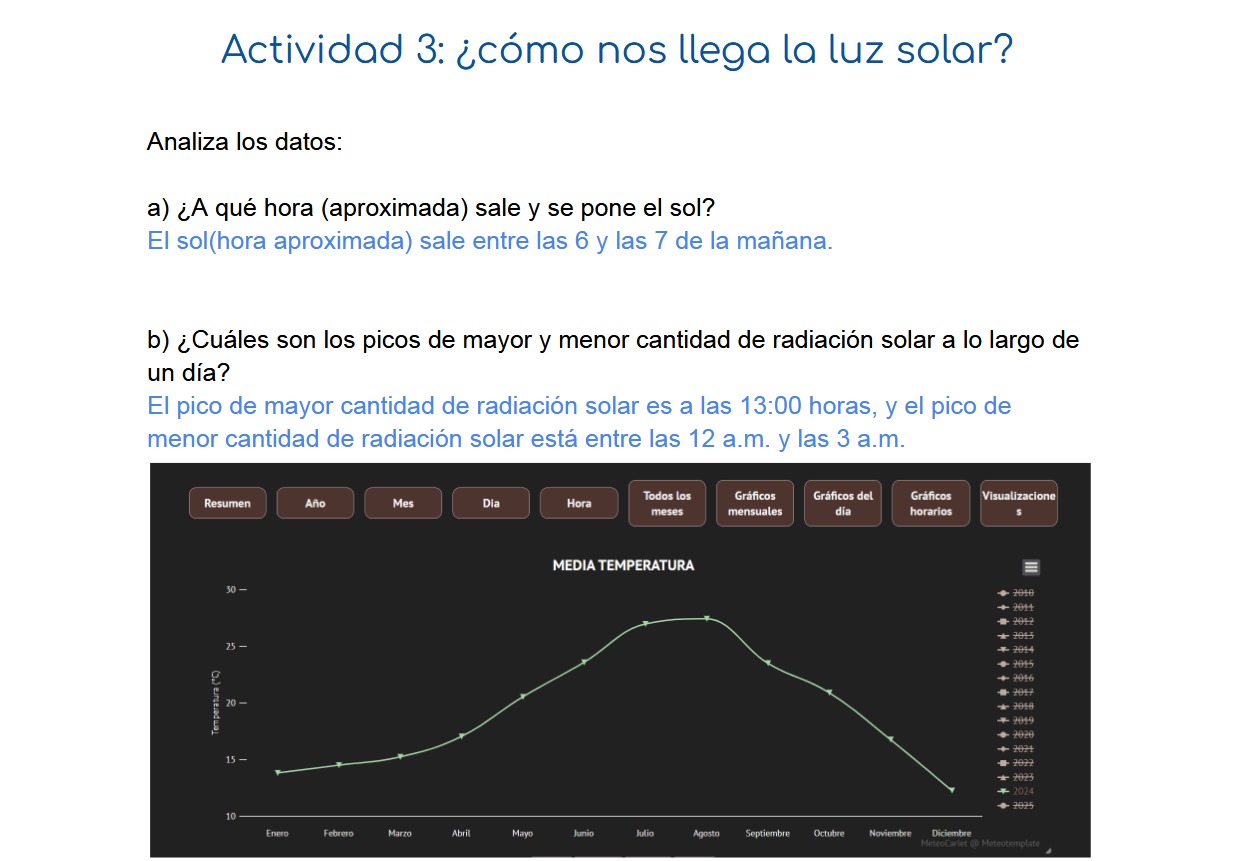 Actividad 3: ¿cómo nos llega la luz solar?
Analiza los datos:
a) ¿A qué hora (aproximada) sale y se pone el sol?
El sol(hora aproximada) sale entre las 6 y las 7 de la mañana.
b) ¿Cuáles son los picos de mayor y menor cantidad de radiación solar a lo largo de
un día?
El pico de mayor cantidad de radiación solar es a las 13:00 horas, y el pico de
menor cantidad de radiación solar está entre las 12 a.m. y las 3 a.m.
Resumen Año Mes Dia Hora Todos los meses Gráficos mensuales Gráficos del día Gráficos horarios Visualizaciones
MEDIA TEMPERATURA
Temperatura (°C)
30
25
20
15
10
2010
2011
2012
2013
2014
2015
2016
2017
2018
2019
2020
2021
2022
2023
2024
2025
Enero Febrero Marzo Abril Mayo Junio Julio Agosto Septiembre Octubre Noviembre Diciembre
MeteoCarlet @ Meteotemplate